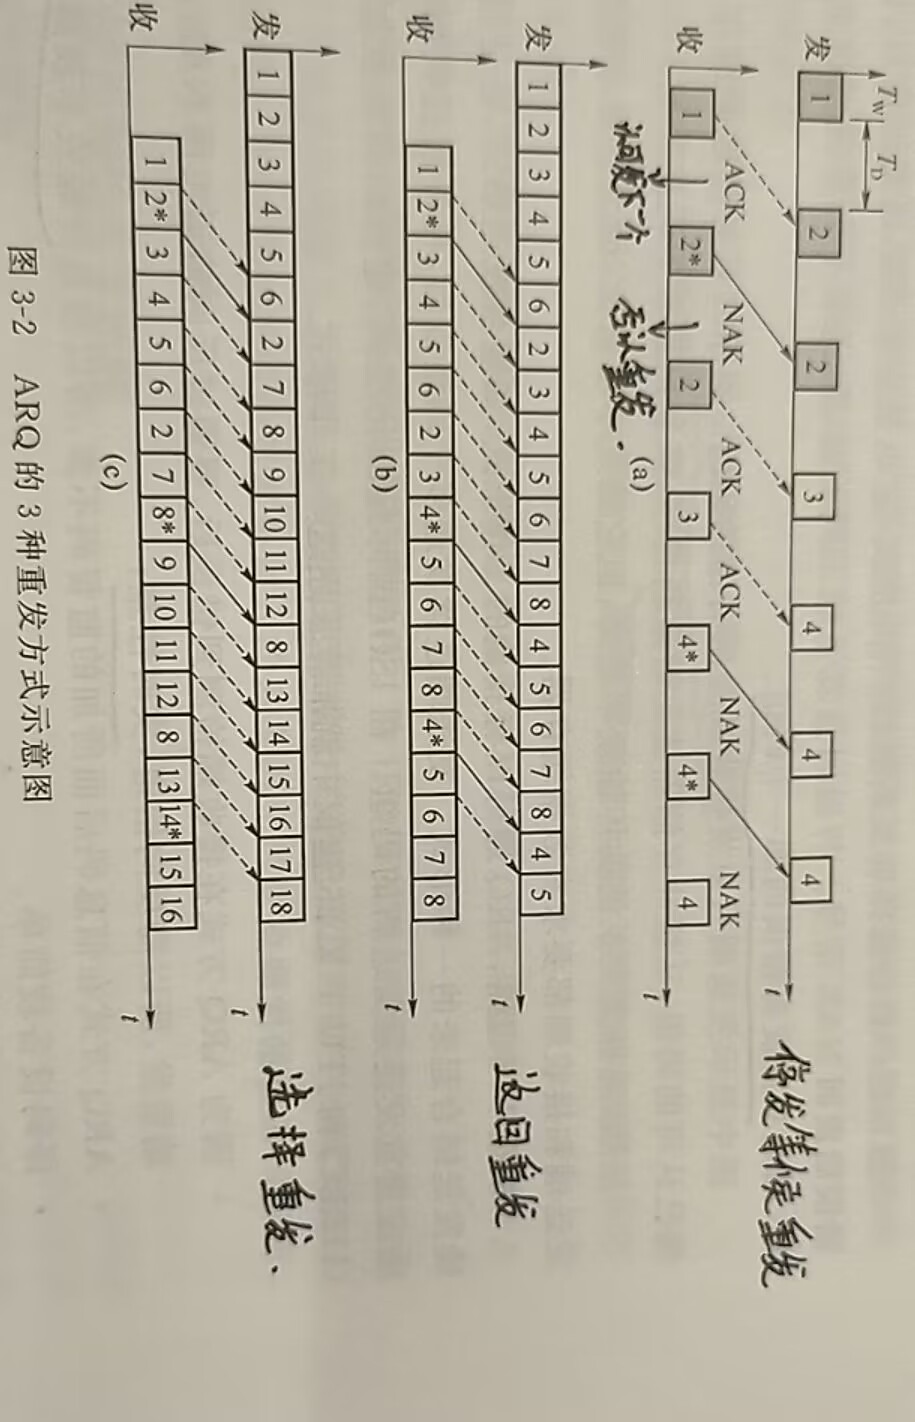 T_W T_D
发 1 2 2 3 4 4 4 t
停发等候重发
ACK NAK ACK ACK NAK NAK
收 1 2* 2 3 4* 4* 4 t
认可发下一个 否认重发. (a)
发 1 2 3 4 5 6 2 3 4 5 6 7 8 4 5 6 7 8 4 5 t
返回重发
收 1 2* 3 4 5 6 2 3 4* 5 6 7 8 4* 5 6 7 8 t
(b)
发 1 2 3 4 5 6 2 7 8 9 10 11 12 8 13 14 15 16 17 18 t
选择重发.
收 1 2* 3 4 5 6 2 7 8* 9 10 11 12 8 13 14* 15 16 t
(c)
图 3-2 ARQ 的 3 种重发方式示意图